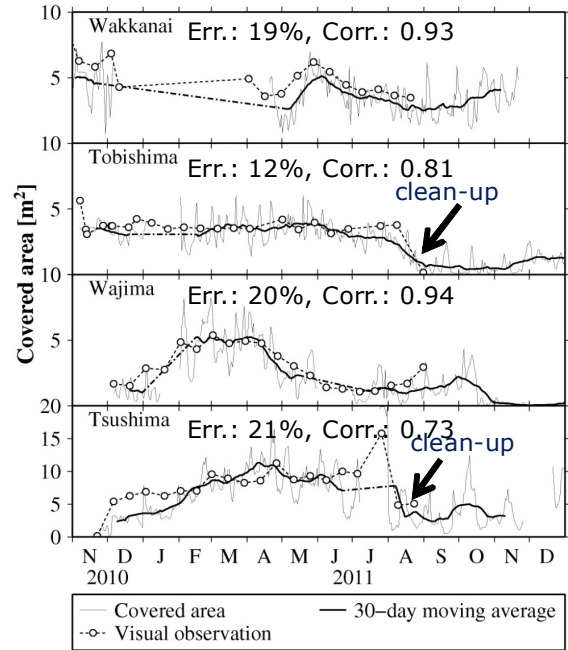 10
Wakkanai
Err.: 19%, Corr.: 0.93
5
10
Tobishima
Err.: 12%, Corr.: 0.81
clean-up
5
10
Wajima
Err.: 20%, Corr.: 0.94
5
20
Tsushima
Err.: 21%, Corr.: 0.73
clean-up
15
10
5
0
Covered area [m²]
N D J F M A M J J A S O N D
2010 2011
Covered area
30-day moving average
Visual observation